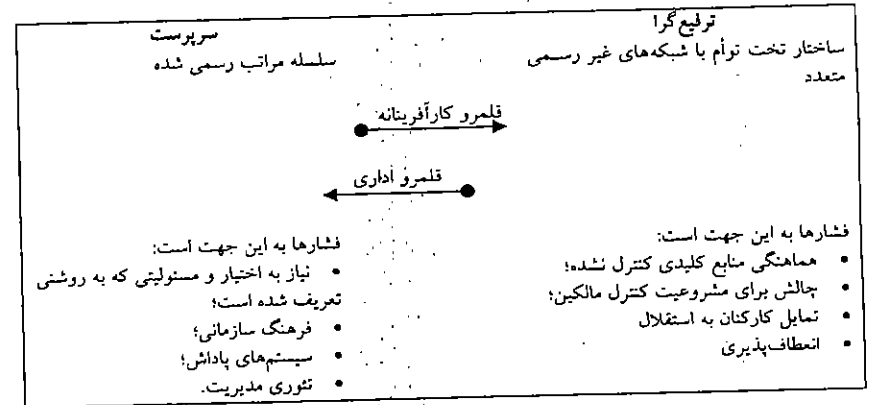 ترفیع‌گرا
ساختار تخت توأم با شبکه‌های غیر رسمی
متعدد
سرپرست
سلسله مراتب رسمی شده
قلمرو کارآفرینانه
قلمرو اداری
فشارها به این جهت است:
• هماهنگی منابع کلیدی کنترل نشده؛
• چالش برای مشروعیت کنترل مالکین؛
• تمایل کارکنان به استقلال
• انعطاف‌پذیری
فشارها به این جهت است:
• نیاز به اختیار و مسئولیتی که به روشنی
تعریف شده است؛
• فرهنگ سازمانی؛
• سیستم‌های پاداش؛
• تئوری مدیریت.